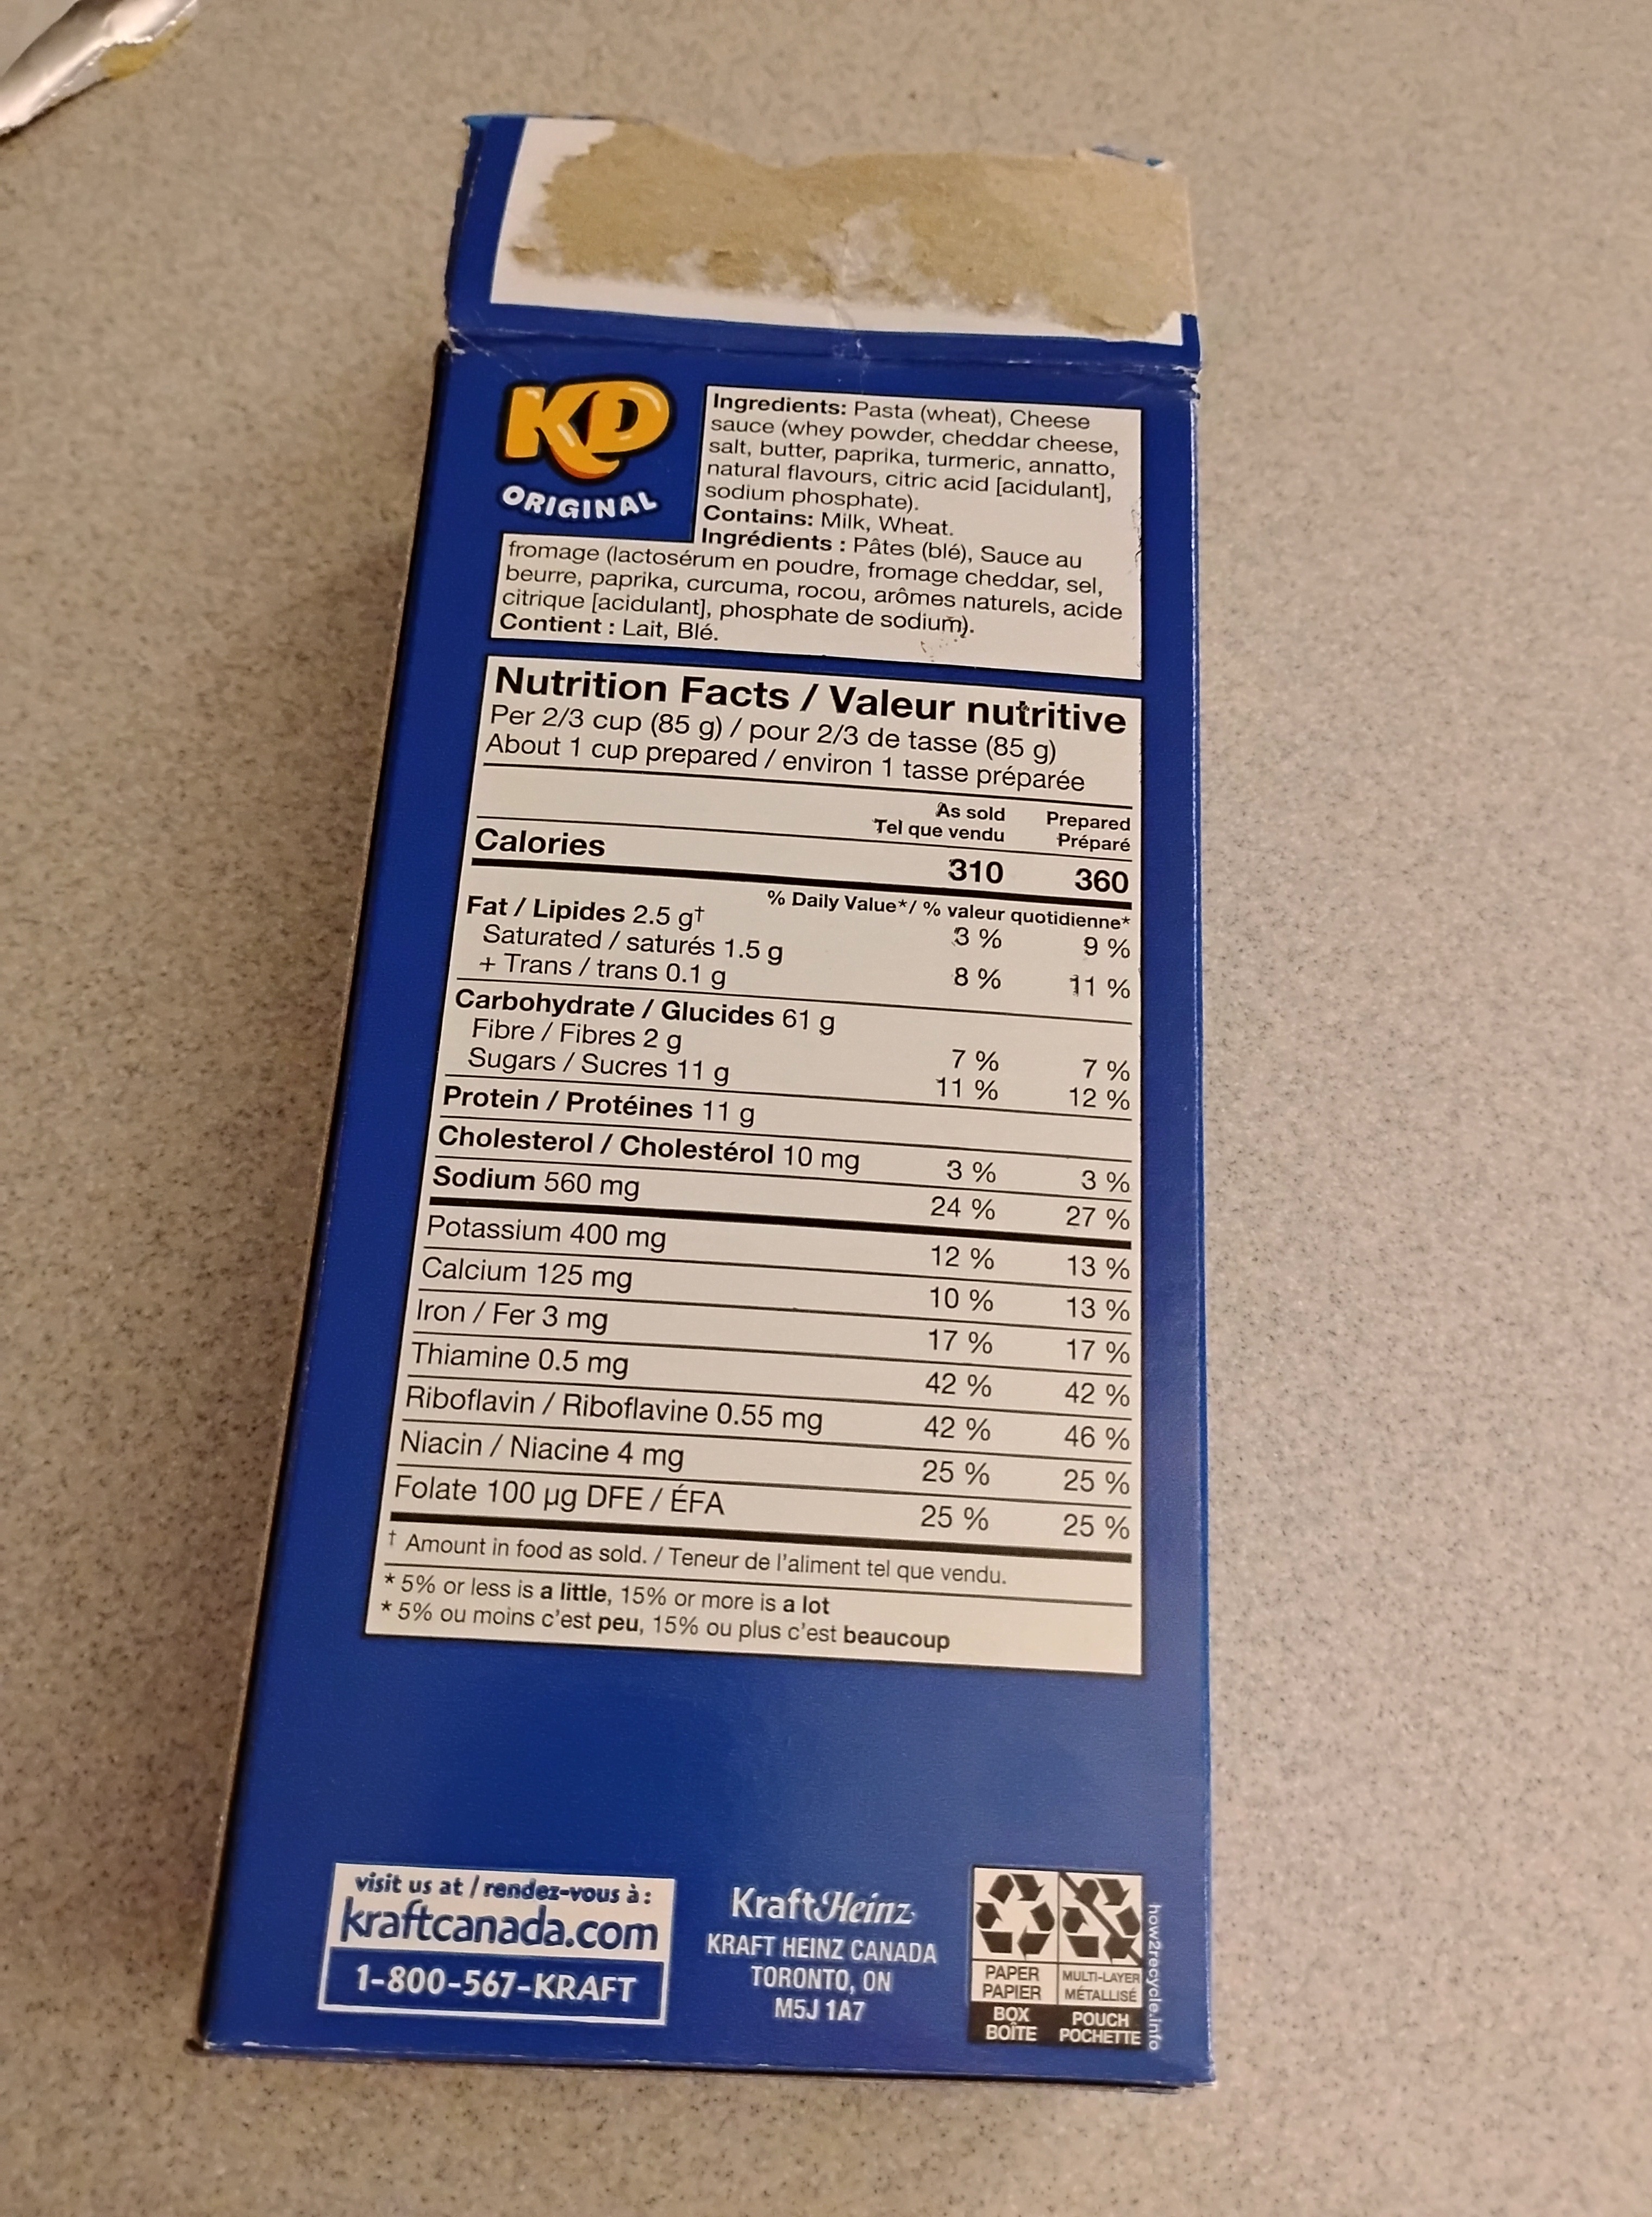 KD
ORIGINAL
Ingredients: Pasta (wheat), Cheese
sauce (whey powder, cheddar cheese,
salt, butter, paprika, turmeric, annatto,
natural flavours, citric acid [acidulant],
sodium phosphate).
Contains: Milk, Wheat.
Ingrédients : Pâtes (blé), Sauce au
fromage (lactosérum en poudre, fromage cheddar, sel,
beurre, paprika, curcuma, rocou, arômes naturels, acide
citrique [acidulant], phosphate de sodium).
Contient : Lait, Blé.
Nutrition Facts / Valeur nutritive
Per 2/3 cup (85 g) / pour 2/3 de tasse (85 g)
About 1 cup prepared / environ 1 tasse préparée
As sold Prepared
Tel que vendu Préparé
Calories 310 360
% Daily Value* / % valeur quotidienne*
Fat / Lipides 2.5 g† 3 % 9 %
Saturated / saturés 1.5 g
+ Trans / trans 0.1 g 8 % 11 %
Carbohydrate / Glucides 61 g
Fibre / Fibres 2 g 7 % 7 %
Sugars / Sucres 11 g 11 % 12 %
Protein / Protéines 11 g
Cholesterol / Cholestérol 10 mg 3 % 3 %
Sodium 560 mg 24 % 27 %
Potassium 400 mg 12 % 13 %
Calcium 125 mg 10 % 13 %
Iron / Fer 3 mg 17 % 17 %
Thiamine 0.5 mg 42 % 42 %
Riboflavin / Riboflavine 0.55 mg 42 % 46 %
Niacin / Niacine 4 mg 25 % 25 %
Folate 100 µg DFE / ÉFA 25 % 25 %
† Amount in food as sold. / Teneur de l'aliment tel que vendu.
* 5% or less is a little, 15% or more is a lot
* 5% ou moins c'est peu, 15% ou plus c'est beaucoup
visit us at / rendez-vous à :
kraftcanada.com
1-800-567-KRAFT
KraftHeinz
KRAFT HEINZ CANADA
TORONTO, ON
M5J 1A7
PAPER MULTI-LAYER
PAPIER MÉTALLISÉ
BOX POUCH
BOÎTE POCHETTE
how2recycle.info